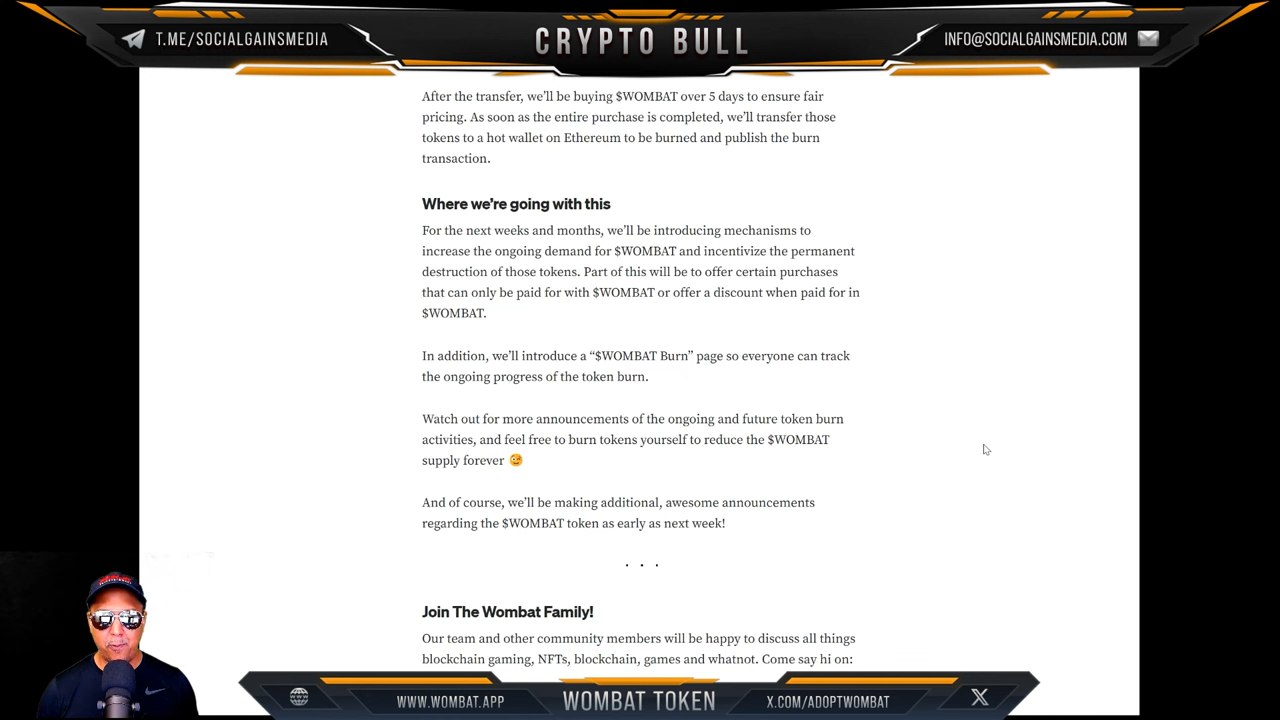 T.ME/SOCIALGAINSMEDIA
CRYPTO BULL
INFO@SOCIALGAINSMEDIA.COM
After the transfer, we’ll be buying $WOMBAT over 5 days to ensure fair
pricing. As soon as the entire purchase is completed, we’ll transfer those
tokens to a hot wallet on Ethereum to be burned and publish the burn
transaction.
Where we’re going with this
For the next weeks and months, we’ll be introducing mechanisms to
increase the ongoing demand for $WOMBAT and incentivize the permanent
destruction of those tokens. Part of this will be to offer certain purchases
that can only be paid for with $WOMBAT or offer a discount when paid for in
$WOMBAT.
In addition, we’ll introduce a “$WOMBAT Burn” page so everyone can track
the ongoing progress of the token burn.
Watch out for more announcements of the ongoing and future token burn
activities, and feel free to burn tokens yourself to reduce the $WOMBAT
supply forever 😉
And of course, we’ll be making additional, awesome announcements
regarding the $WOMBAT token as early as next week!
. . .
Join The Wombat Family!
Our team and other community members will be happy to discuss all things
blockchain gaming, NFTs, blockchain, games and whatnot. Come say hi on:
WWW.WOMBAT.APP
WOMBAT TOKEN
X.COM/ADOPTWOMBAT